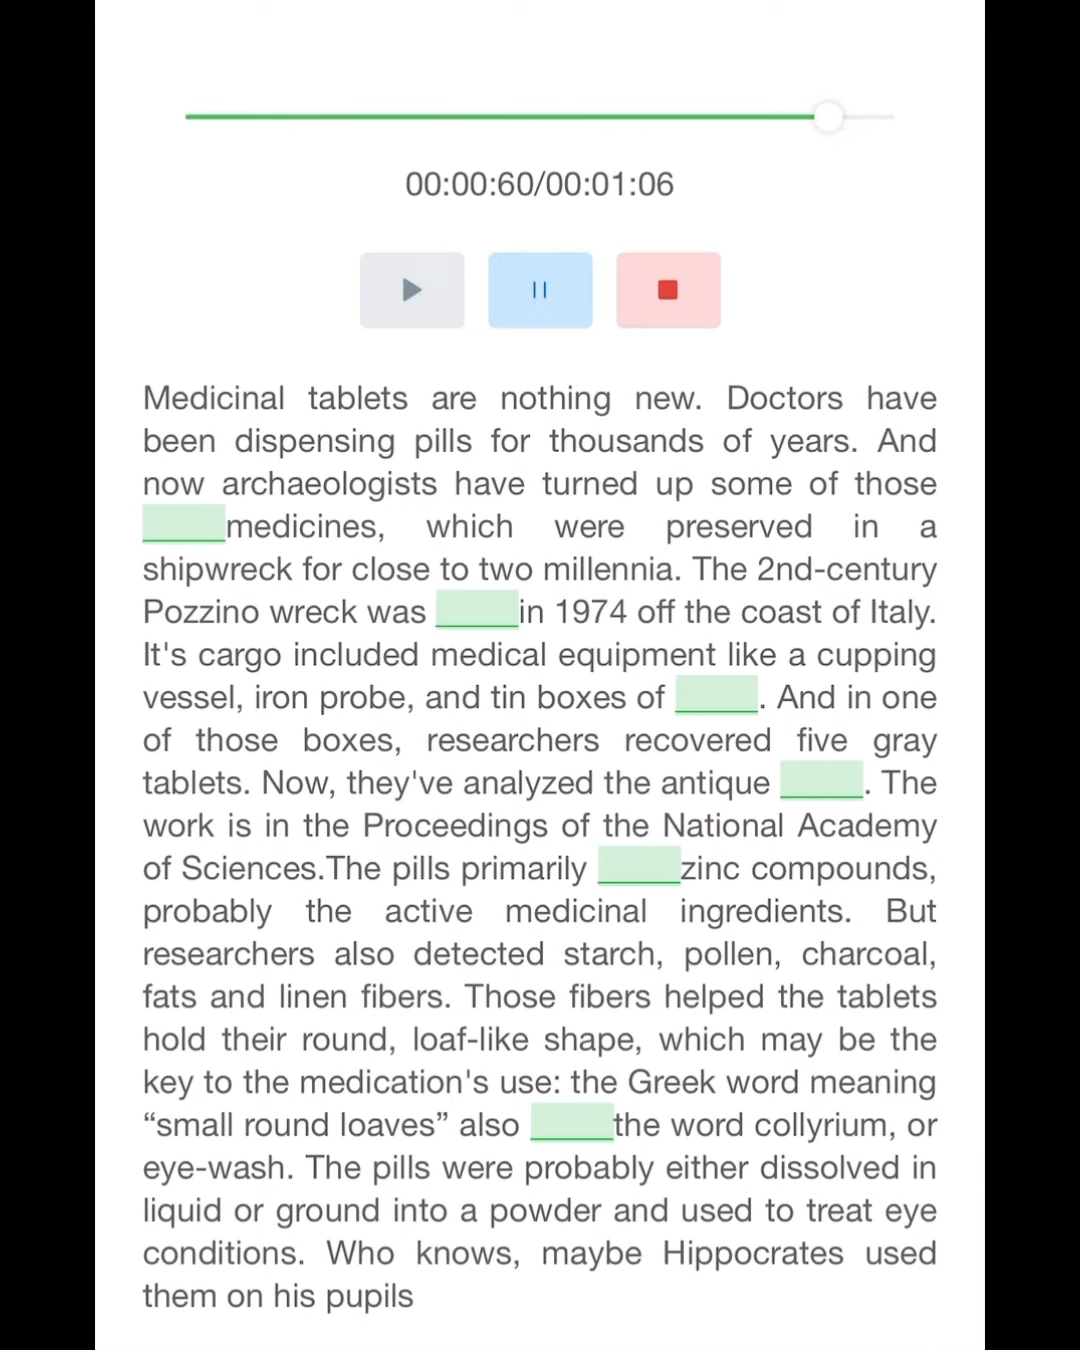 00:00:60/00:01:06
Medicinal tablets are nothing new. Doctors have
been dispensing pills for thousands of years. And
now archaeologists have turned up some of those
medicines, which were preserved in a
shipwreck for close to two millennia. The 2nd-century
Pozzino wreck was in 1974 off the coast of Italy.
It's cargo included medical equipment like a cupping
vessel, iron probe, and tin boxes of . And in one
of those boxes, researchers recovered five gray
tablets. Now, they've analyzed the antique . The
work is in the Proceedings of the National Academy
of Sciences.The pills primarily zinc compounds,
probably the active medicinal ingredients. But
researchers also detected starch, pollen, charcoal,
fats and linen fibers. Those fibers helped the tablets
hold their round, loaf-like shape, which may be the
key to the medication's use: the Greek word meaning
“small round loaves” also the word collyrium, or
eye-wash. The pills were probably either dissolved in
liquid or ground into a powder and used to treat eye
conditions. Who knows, maybe Hippocrates used
them on his pupils